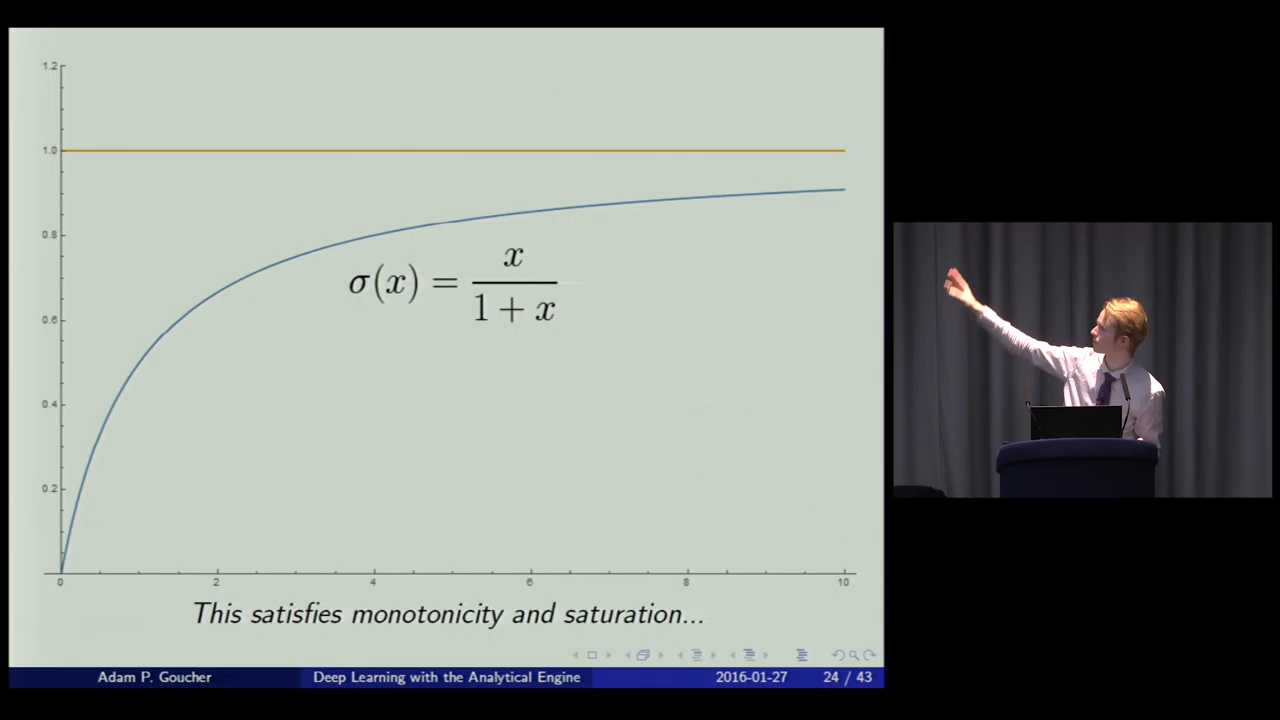 1.2
1.0
0.8
0.6
0.4
0.2
0 2 4 6 8 10
σ(x) = x / (1 + x)
This satisfies monotonicity and saturation...
Adam P. Goucher Deep Learning with the Analytical Engine 2016-01-27 24 / 43